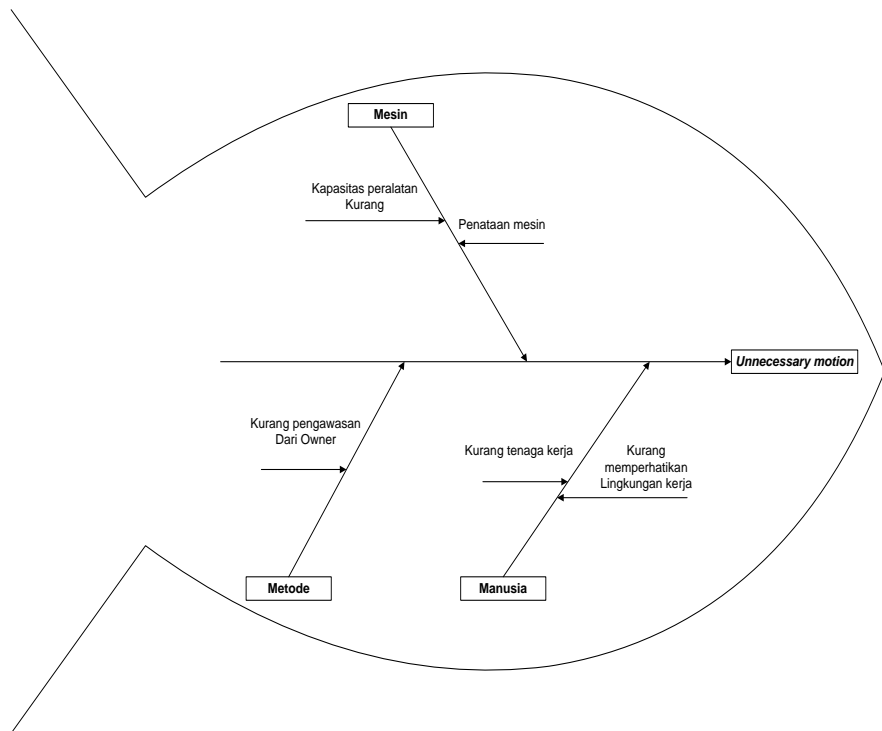 Mesin
Kapasitas peralatan
Kurang
Penataan mesin
Unnecessary motion
Kurang pengawasan
Dari Owner
Kurang tenaga kerja
Kurang
memperhatikan
Lingkungan kerja
Metode
Manusia